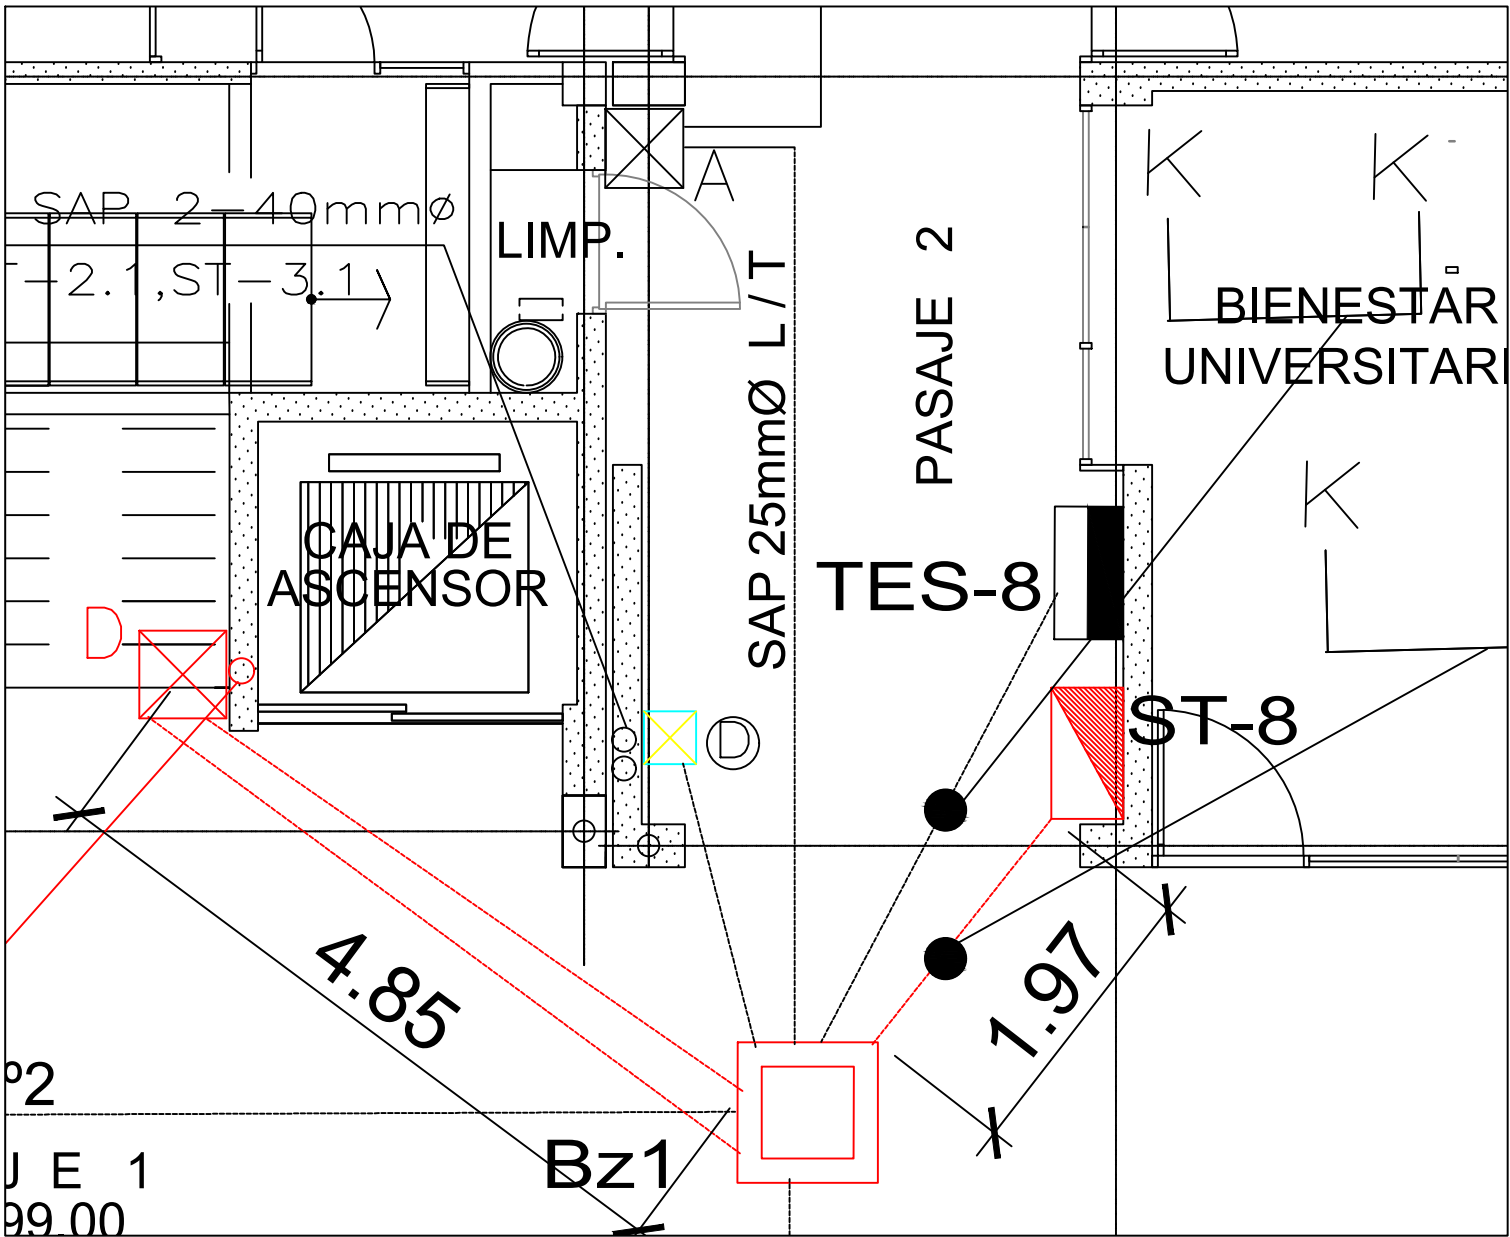 A
K
K
SAP 2-40mmø
LIMP.
T-2.1,ST-3.1
SAP 25mmØ L/T
PASAJE 2
BIENESTAR
UNIVERSITARI
K
CAJA DE
ASCENSOR
TES-8
D
ST-8
D
4.85
1.97
º2
Bz1
J E 1
99.00